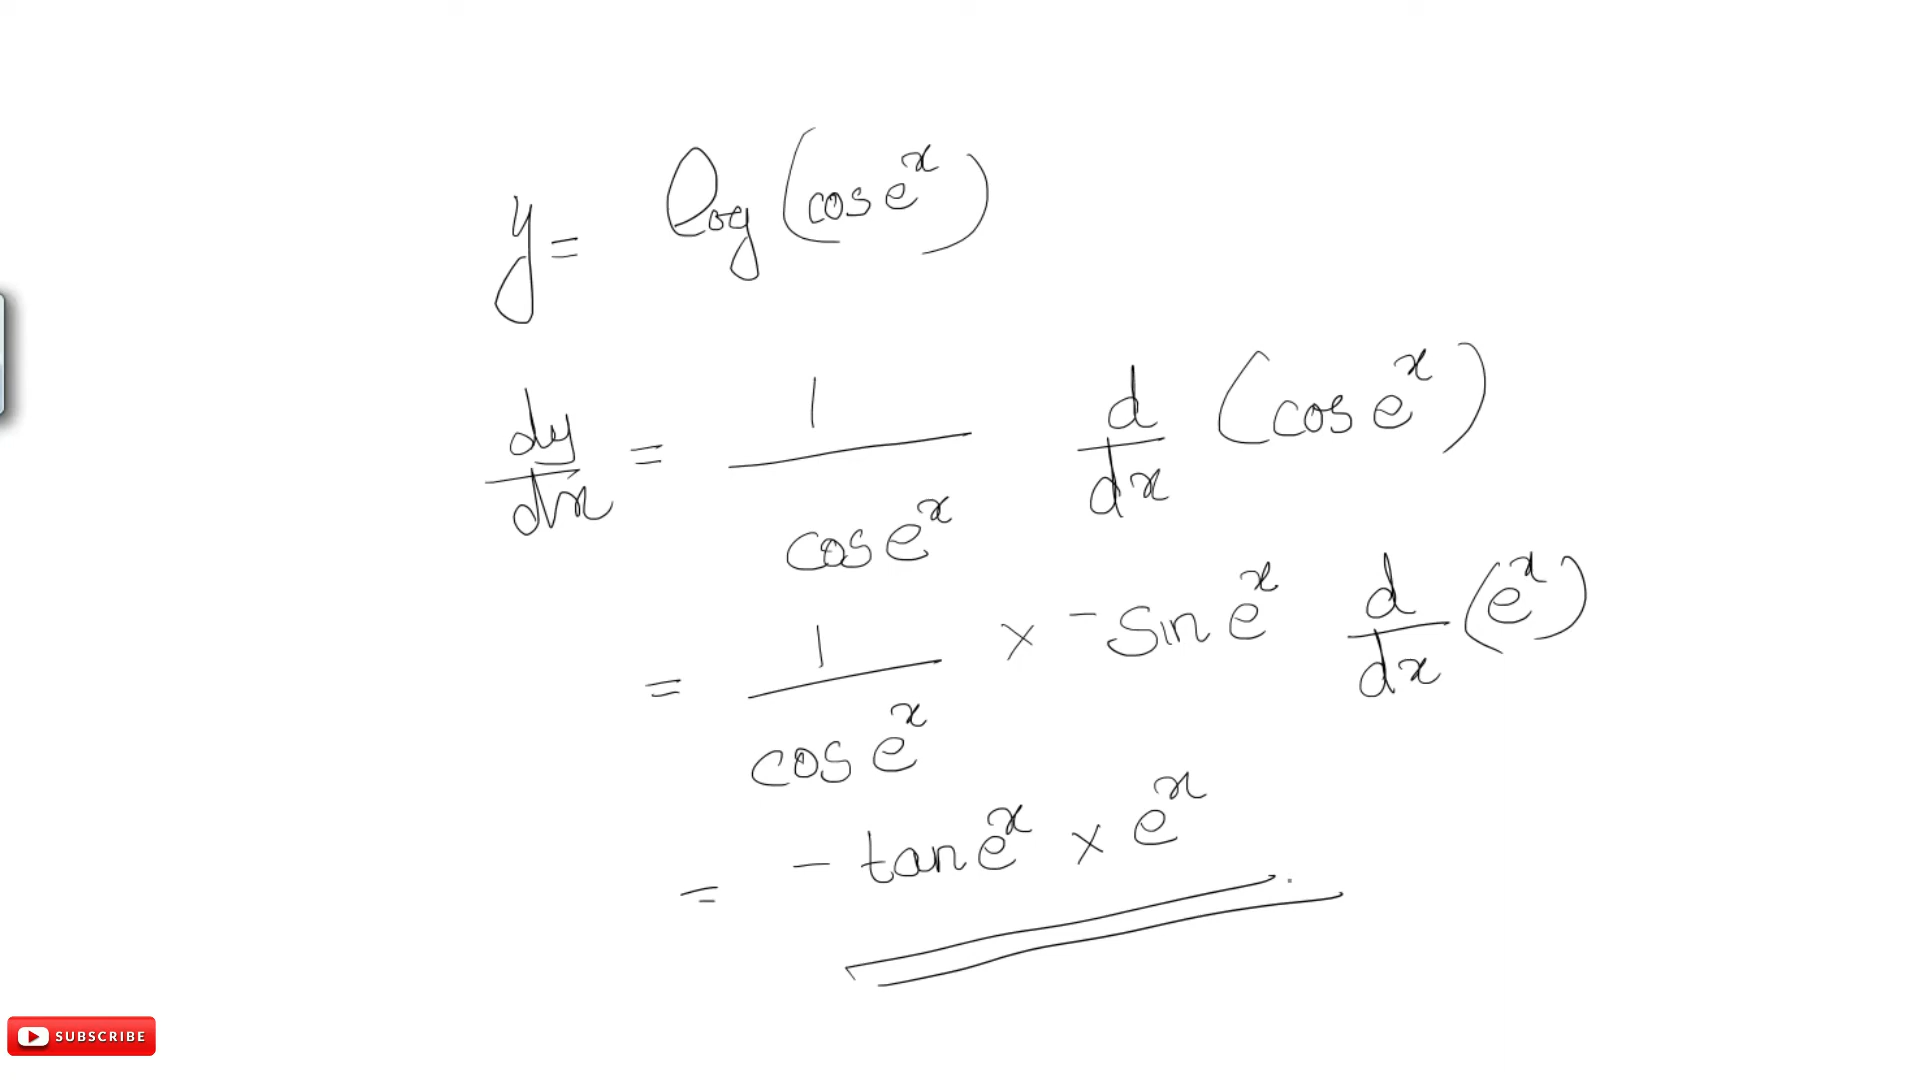 y = log (cos e^x)
dy/dx = 1/cos e^x d/dx (cos e^x)
= 1/cos e^x × -sin e^x d/dx (e^x)
= - tan e^x × e^x
SUBSCRIBE